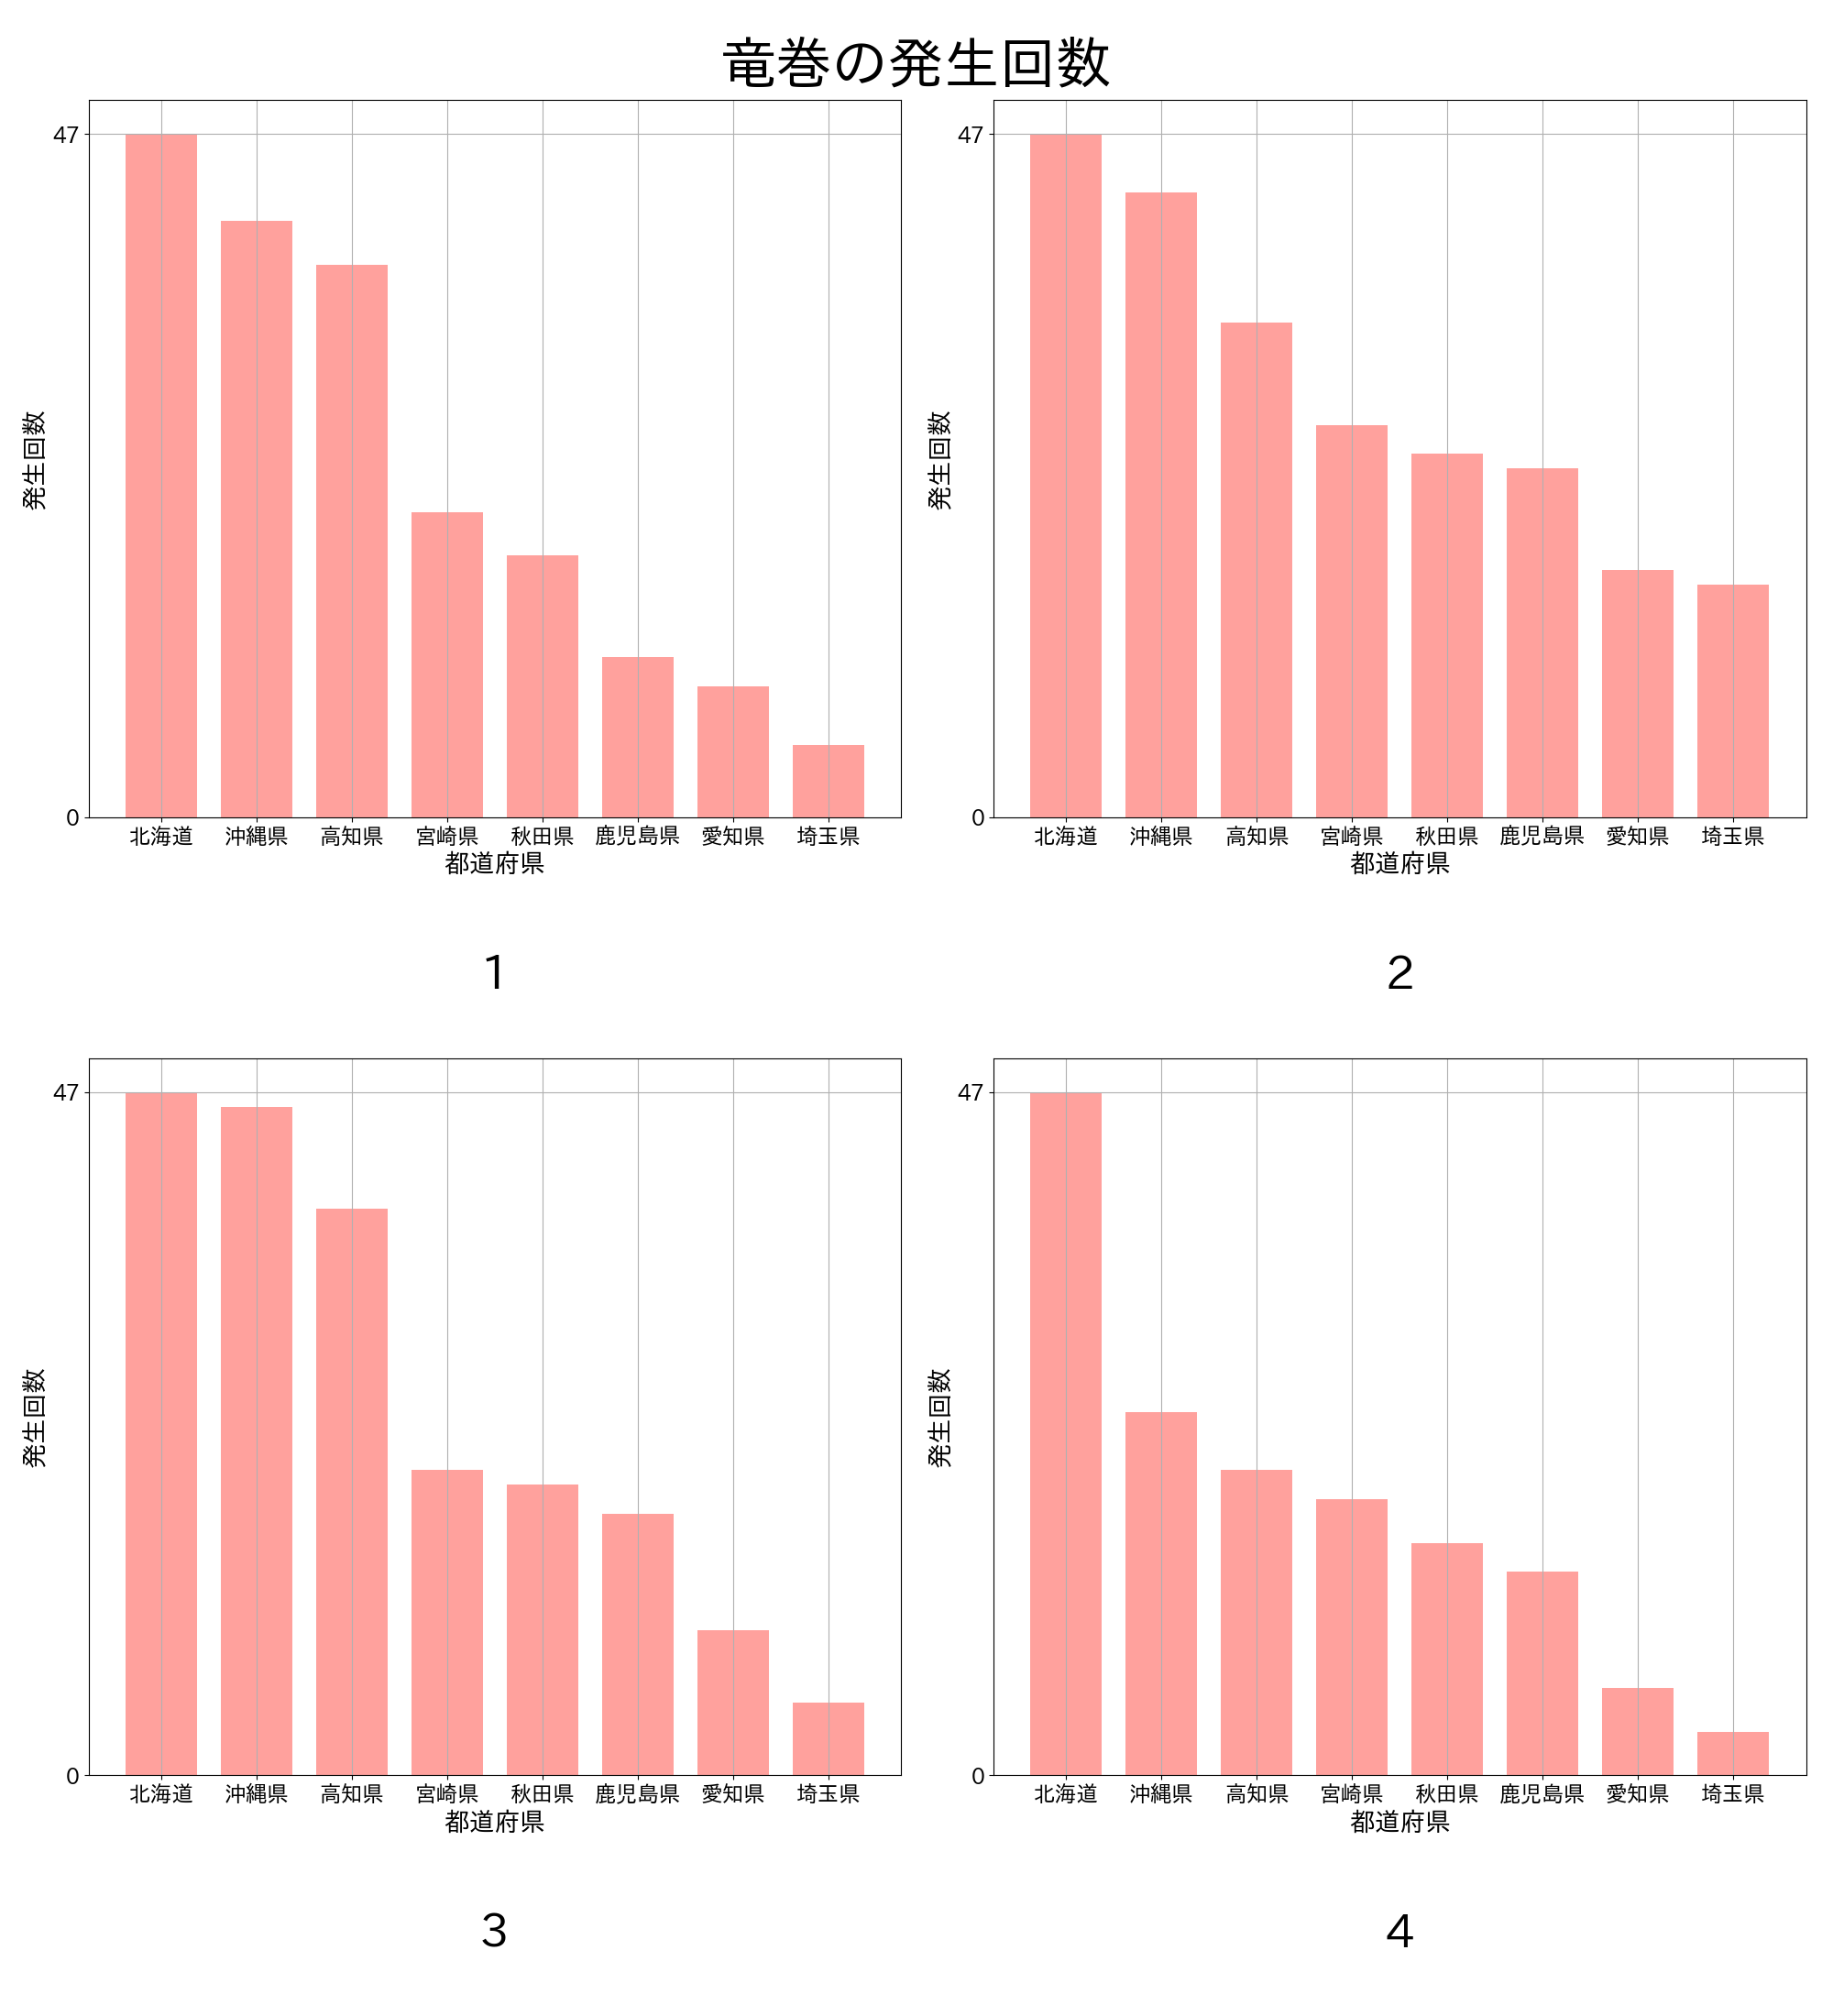 竜巻の発生回数
47
0
発生回数
北海道 沖縄県 高知県 宮崎県 秋田県 鹿児島県 愛知県 埼玉県
都道府県
1
47
0
発生回数
北海道 沖縄県 高知県 宮崎県 秋田県 鹿児島県 愛知県 埼玉県
都道府県
2
47
0
発生回数
北海道 沖縄県 高知県 宮崎県 秋田県 鹿児島県 愛知県 埼玉県
都道府県
3
47
0
発生回数
北海道 沖縄県 高知県 宮崎県 秋田県 鹿児島県 愛知県 埼玉県
都道府県
4